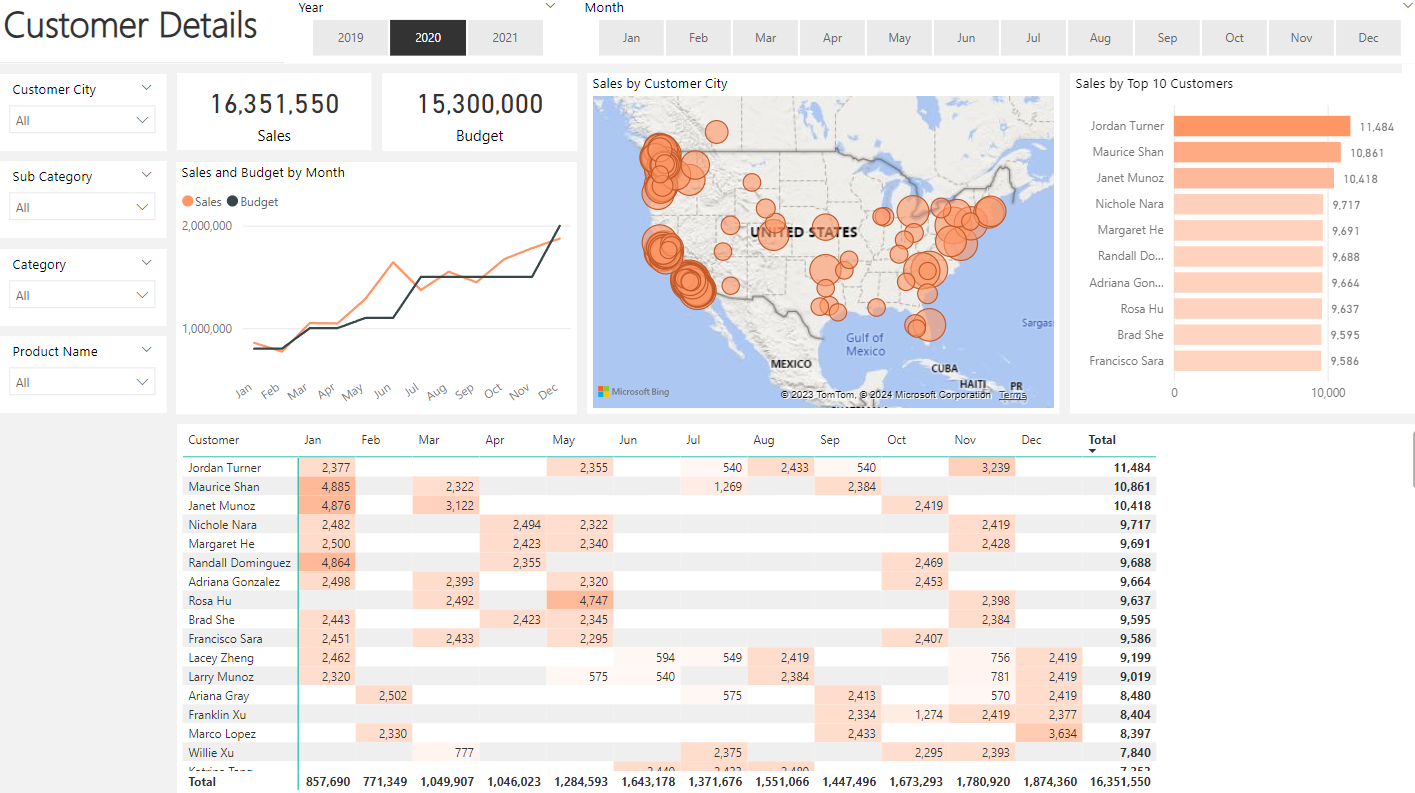 Customer Details
Year
2019 2020 2021
Month
Jan Feb Mar Apr May Jun Jul Aug Sep Oct Nov Dec
Customer City
All
Sub Category
All
Category
All
Product Name
All
16,351,550
Sales
15,300,000
Budget
Sales and Budget by Month
Sales Budget
2,000,000
1,000,000
Jan Feb Mar Apr May Jun Jul Aug Sep Oct Nov Dec
Sales by Customer City
UNITED STATES
Sargas
Gulf of
Mexico
MEXICO
CUBA
HAITI PR
Microsoft Bing
© 2023 TomTom, © 2024 Microsoft Corporation Terms
Sales by Top 10 Customers
Jordan Turner 11,484
Maurice Shan 10,861
Janet Munoz 10,418
Nichole Nara 9,717
Margaret He 9,691
Randall Do... 9,688
Adriana Gon... 9,664
Rosa Hu 9,637
Brad She 9,595
Francisco Sara 9,586
0 10,000
Customer Jan Feb Mar Apr May Jun Jul Aug Sep Oct Nov Dec Total
Jordan Turner 2,377 2,355 540 2,433 540 3,239 11,484
Maurice Shan 4,885 2,322 1,269 2,384 10,861
Janet Munoz 4,876 3,122 2,419 10,418
Nichole Nara 2,482 2,494 2,322 2,419 9,717
Margaret He 2,500 2,423 2,340 2,428 9,691
Randall Dominguez 4,864 2,355 2,469 9,688
Adriana Gonzalez 2,498 2,393 2,320 2,453 9,664
Rosa Hu 2,492 4,747 2,398 9,637
Brad She 2,443 2,423 2,345 2,384 9,595
Francisco Sara 2,451 2,433 2,295 2,407 9,586
Lacey Zheng 2,462 594 549 2,419 756 2,419 9,199
Larry Munoz 2,320 575 540 2,384 781 2,419 9,019
Ariana Gray 2,502 575 2,413 570 2,419 8,480
Franklin Xu 2,334 1,274 2,419 2,377 8,404
Marco Lopez 2,330 2,433 3,634 8,397
Willie Xu 777 2,375 2,295 2,393 7,840
Total 857,690 771,349 1,049,907 1,046,023 1,284,593 1,643,178 1,371,676 1,551,066 1,447,496 1,673,293 1,780,920 1,874,360 16,351,550